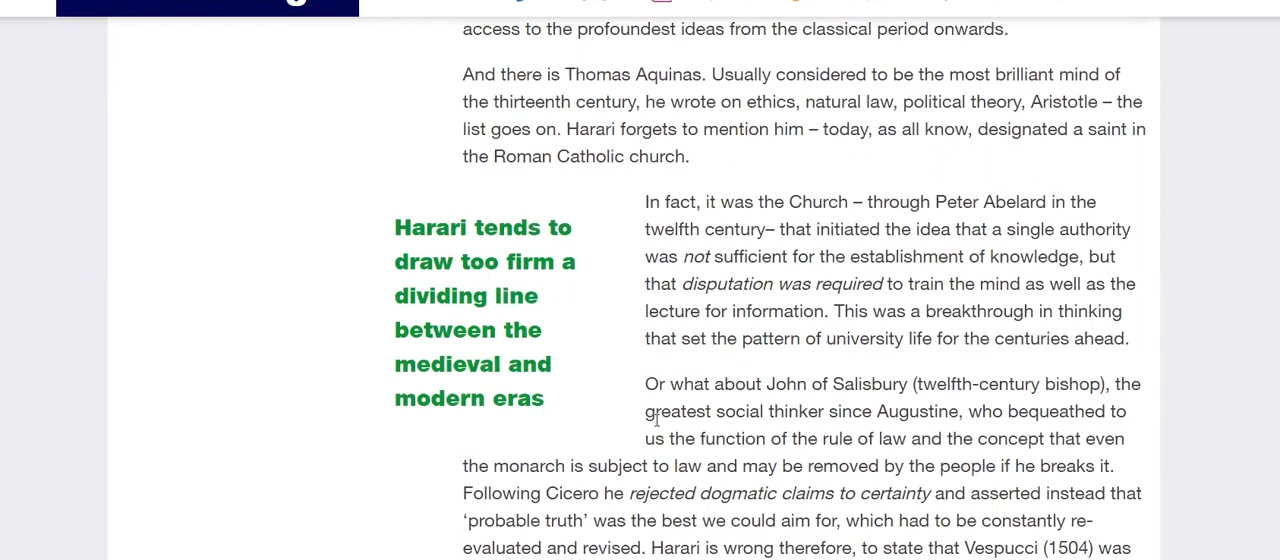 access to the profoundest ideas from the classical period onwards.
And there is Thomas Aquinas. Usually considered to be the most brilliant mind of
the thirteenth century, he wrote on ethics, natural law, political theory, Aristotle – the
list goes on. Harari forgets to mention him – today, as all know, designated a saint in
the Roman Catholic church.
Harari tends to
draw too firm a
dividing line
between the
medieval and
modern eras
In fact, it was the Church – through Peter Abelard in the
twelfth century– that initiated the idea that a single authority
was not sufficient for the establishment of knowledge, but
that disputation was required to train the mind as well as the
lecture for information. This was a breakthrough in thinking
that set the pattern of university life for the centuries ahead.
Or what about John of Salisbury (twelfth-century bishop), the
greatest social thinker since Augustine, who bequeathed to
us the function of the rule of law and the concept that even
the monarch is subject to law and may be removed by the people if he breaks it.
Following Cicero he rejected dogmatic claims to certainty and asserted instead that
‘probable truth’ was the best we could aim for, which had to be constantly re-
evaluated and revised. Harari is wrong therefore, to state that Vespucci (1504) was